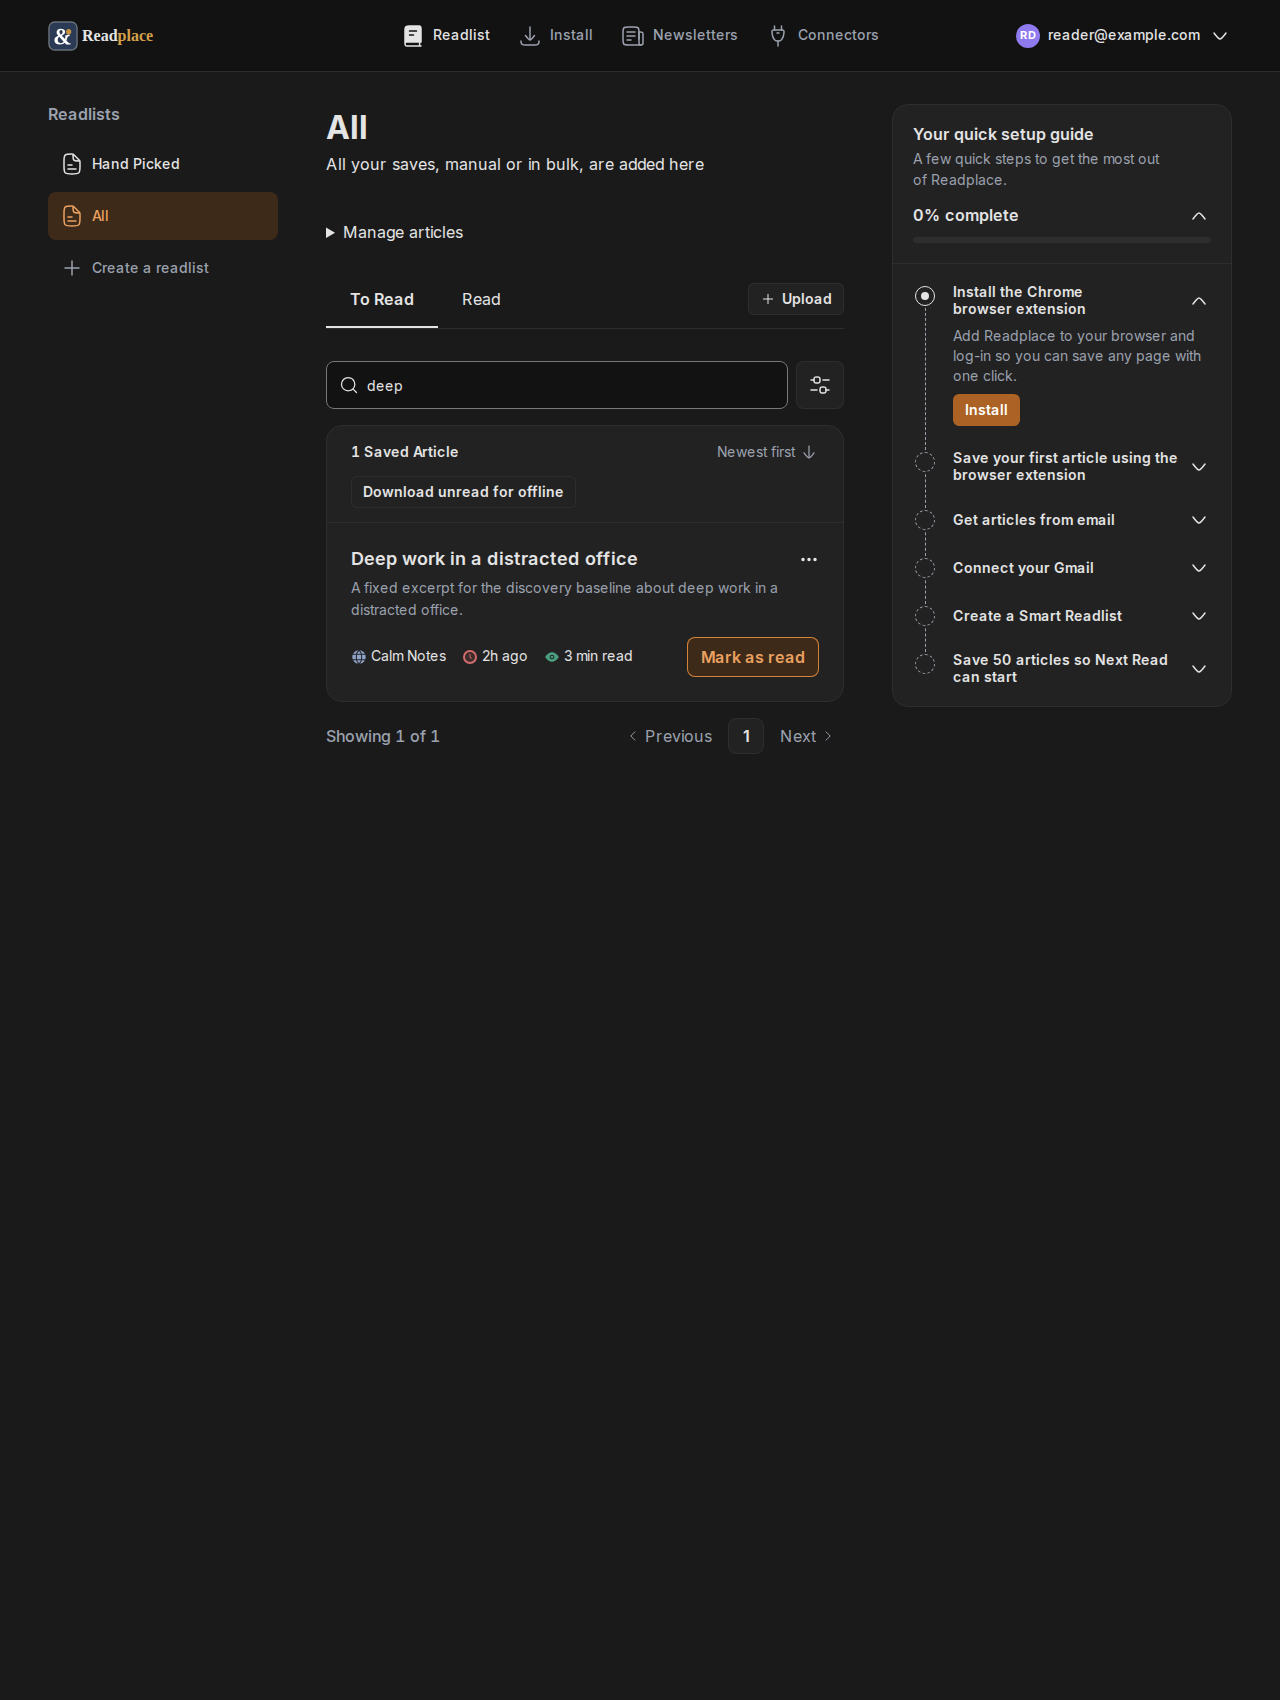 & Readplace
Readlist
Install
Newsletters
Connectors
RD
reader@example.com
Readlists
Hand Picked
All
Create a readlist
All
All your saves, manual or in bulk, are added here
Manage articles
To Read
Read
Upload
deep
1 Saved Article
Newest first
Download unread for offline
Deep work in a distracted office
A fixed excerpt for the discovery baseline about deep work in a
distracted office.
Calm Notes
2h ago
3 min read
Mark as read
Showing 1 of 1
Previous
1
Next
Your quick setup guide
A few quick steps to get the most out
of Readplace.
0% complete
Install the Chrome
browser extension
Add Readplace to your browser and
log-in so you can save any page with
one click.
Install
Save your first article using the
browser extension
Get articles from email
Connect your Gmail
Create a Smart Readlist
Save 50 articles so Next Read
can start